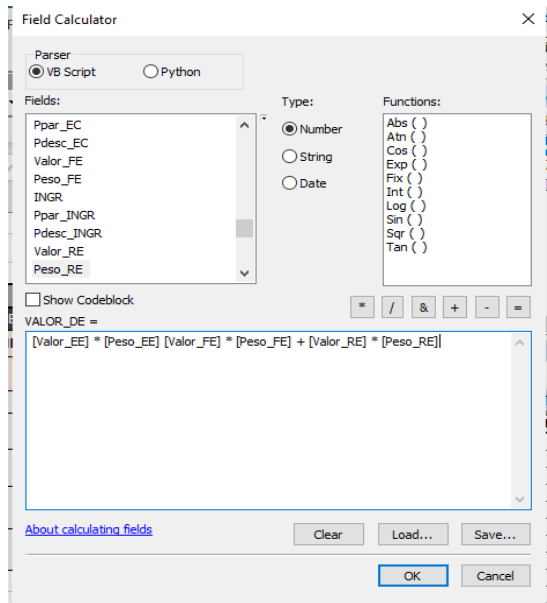 Field Calculator
Parser
VB Script Python
Fields: Type: Functions:
Ppar_EC
Pdesc_EC
Valor_FE
Peso_FE
INGR
Ppar_INGR
Pdesc_INGR
Valor_RE
Peso_RE
Number
String
Date
Abs ( )
Atn ( )
Cos ( )
Exp ( )
Fix ( )
Int ( )
Log ( )
Sin ( )
Sqr ( )
Tan ( )
Show Codeblock
* / & + - =
VALOR_DE =
[Valor_EE] * [Peso_EE] [Valor_FE] * [Peso_FE] + [Valor_RE] * [Peso_RE]
About calculating fields
Clear Load... Save...
OK Cancel